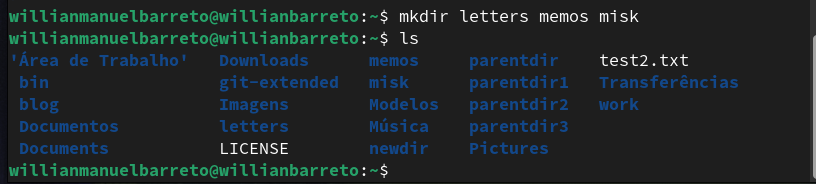 willianmanuelbarreto@willianbarreto:~$ mkdir letters memos misk
willianmanuelbarreto@willianbarreto:~$ ls
'Área de Trabalho'   Downloads      memos     parentdir    test2.txt
 bin                 git-extended   misk      parentdir1   Transferências
 blog                Imagens        Modelos   parentdir2   work
 Documentos          letters        Música    parentdir3
 Documents           LICENSE        newdir    Pictures
willianmanuelbarreto@willianbarreto:~$